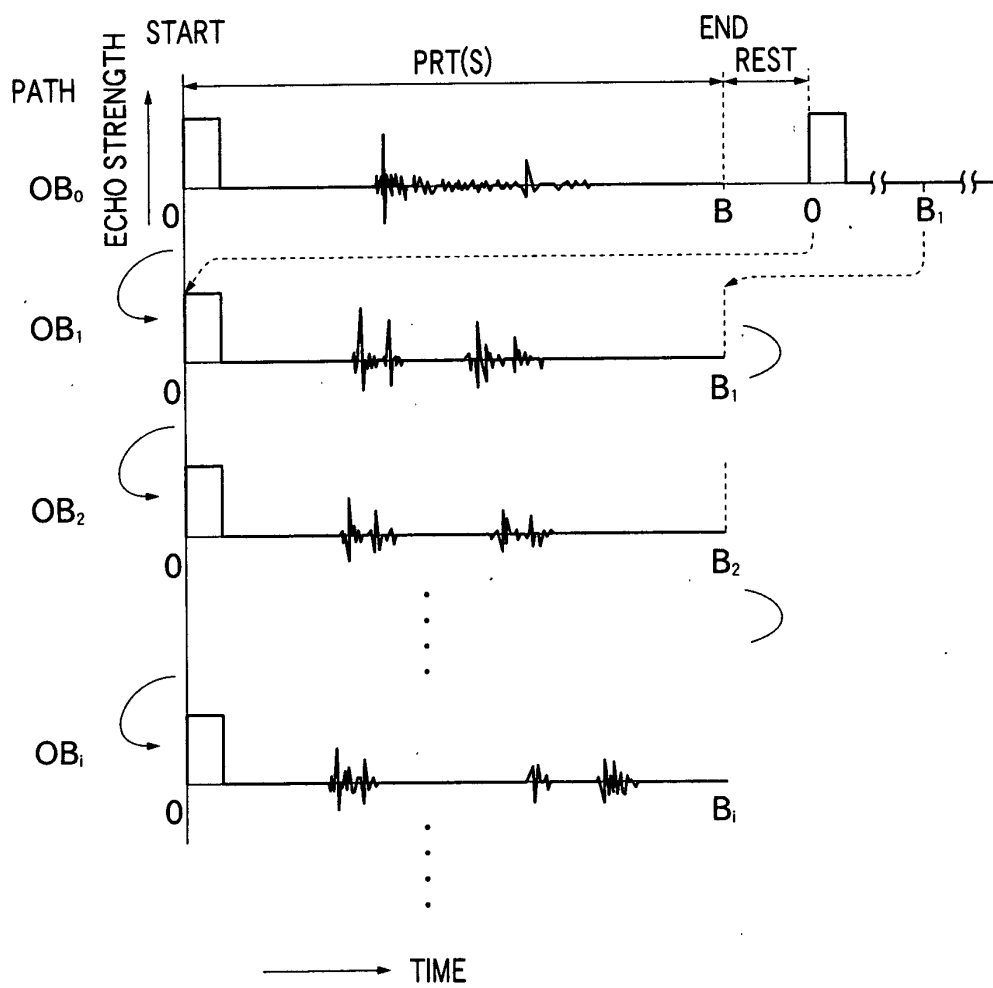 START
END
PRT(S)
REST
PATH
ECHO STRENGTH
OB₀
0
B
0
B₁
OB₁
0
B₁
OB₂
0
B₂
OBᵢ
0
Bᵢ
TIME